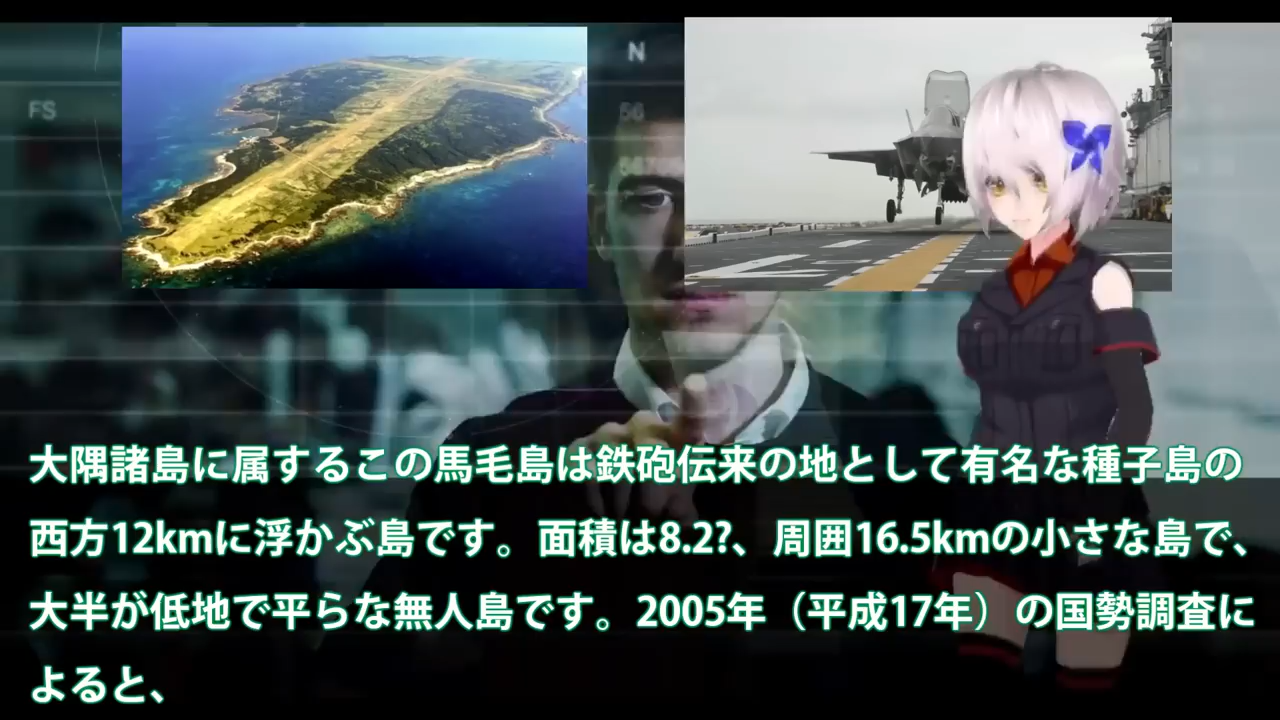 N
FS
56
大隅諸島に属するこの馬毛島は鉄砲伝来の地として有名な種子島の
西方12kmに浮かぶ島です。面積は8.2?、周囲16.5kmの小さな島で、
大半が低地で平らな無人島です。2005年（平成17年）の国勢調査に
よると、